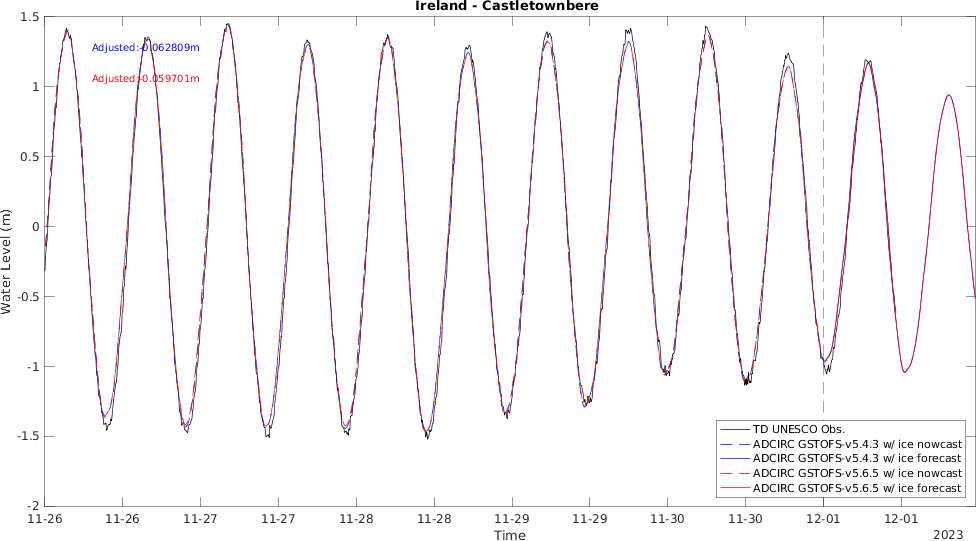 Ireland - Castletownbere
Adjusted:-0.062809m
Adjusted:-0.059701m
Water Level (m)
1.5
1
0.5
0
-0.5
-1
-1.5
-2
TD UNESCO Obs.
ADCIRC GSTOFS-v5.4.3 w/ ice nowcast
ADCIRC GSTOFS-v5.4.3 w/ ice forecast
ADCIRC GSTOFS-v5.6.5 w/ ice nowcast
ADCIRC GSTOFS-v5.6.5 w/ ice forecast
11-26 11-26 11-27 11-27 11-28 11-28 11-29 11-29 11-30 11-30 12-01 12-01
Time
2023